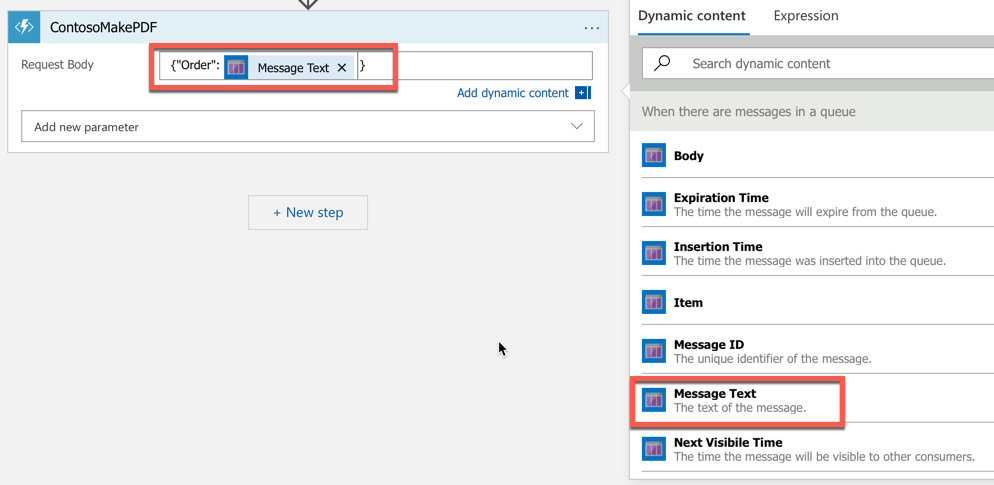 ContosoMakePDF
...
Request Body
{"Order": Message Text × }
Add dynamic content +
Add new parameter
+ New step
Dynamic content Expression
Search dynamic content
When there are messages in a queue
Body
Expiration Time
The time the message will expire from the queue.
Insertion Time
The time the message was inserted into the queue.
Item
Message ID
The unique identifier of the message.
Message Text
The text of the message.
Next Visibile Time
The time the message will be visible to other consumers.